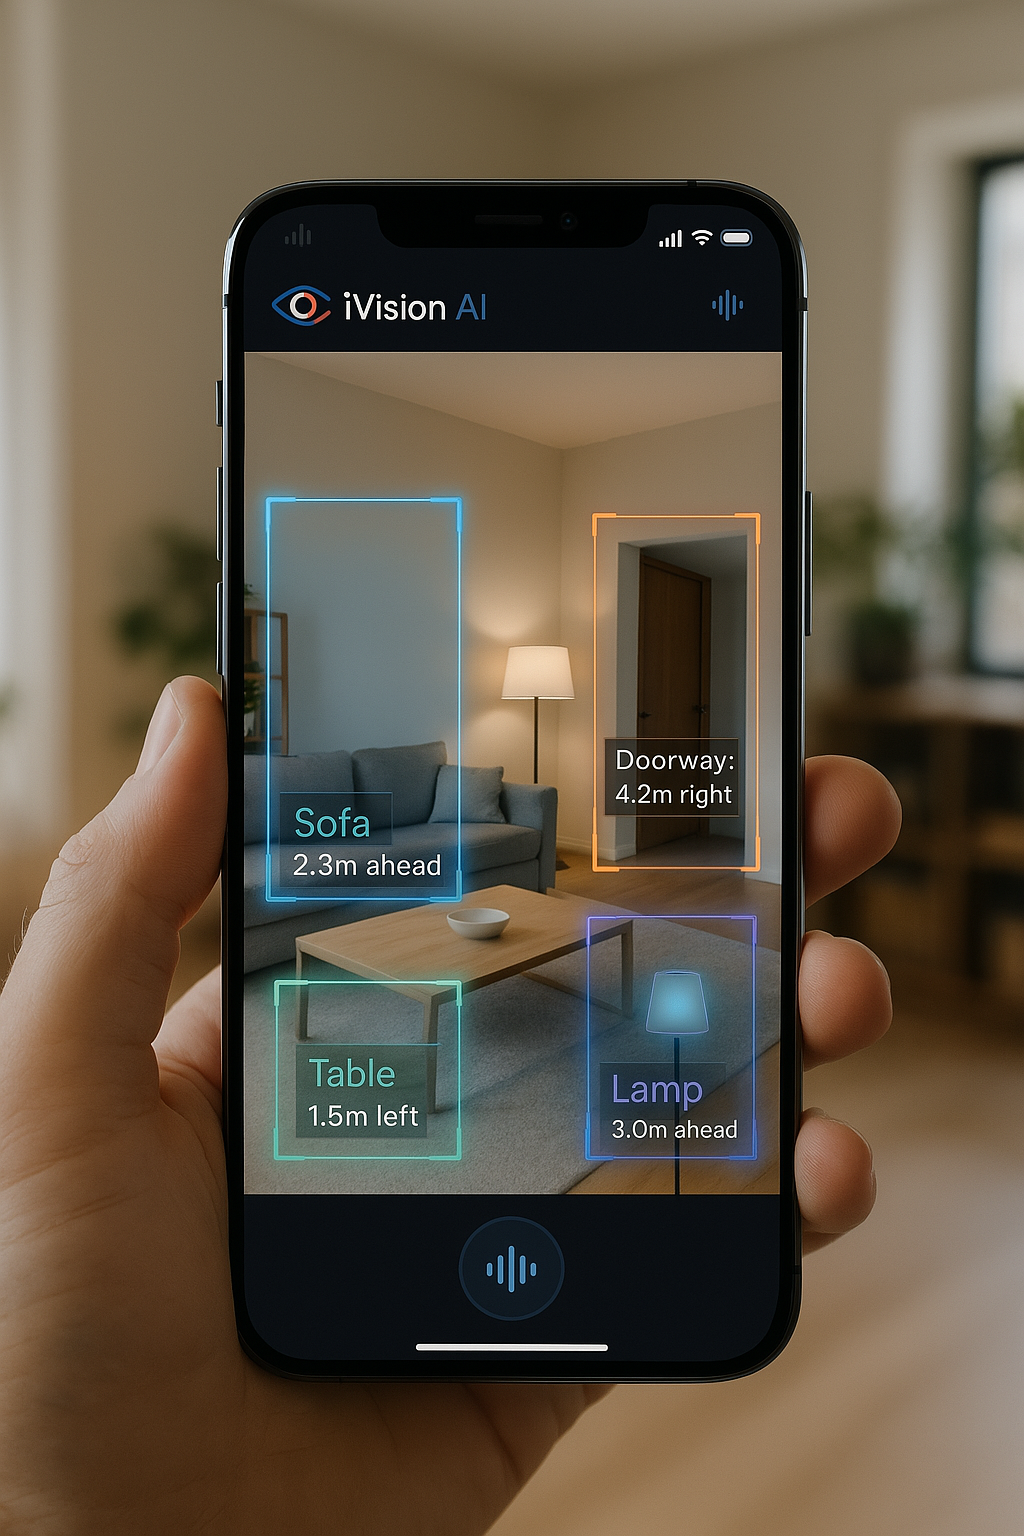 iVision AI
Sofa
2.3m ahead
Doorway:
4.2m right
Table
1.5m left
Lamp
3.0m ahead